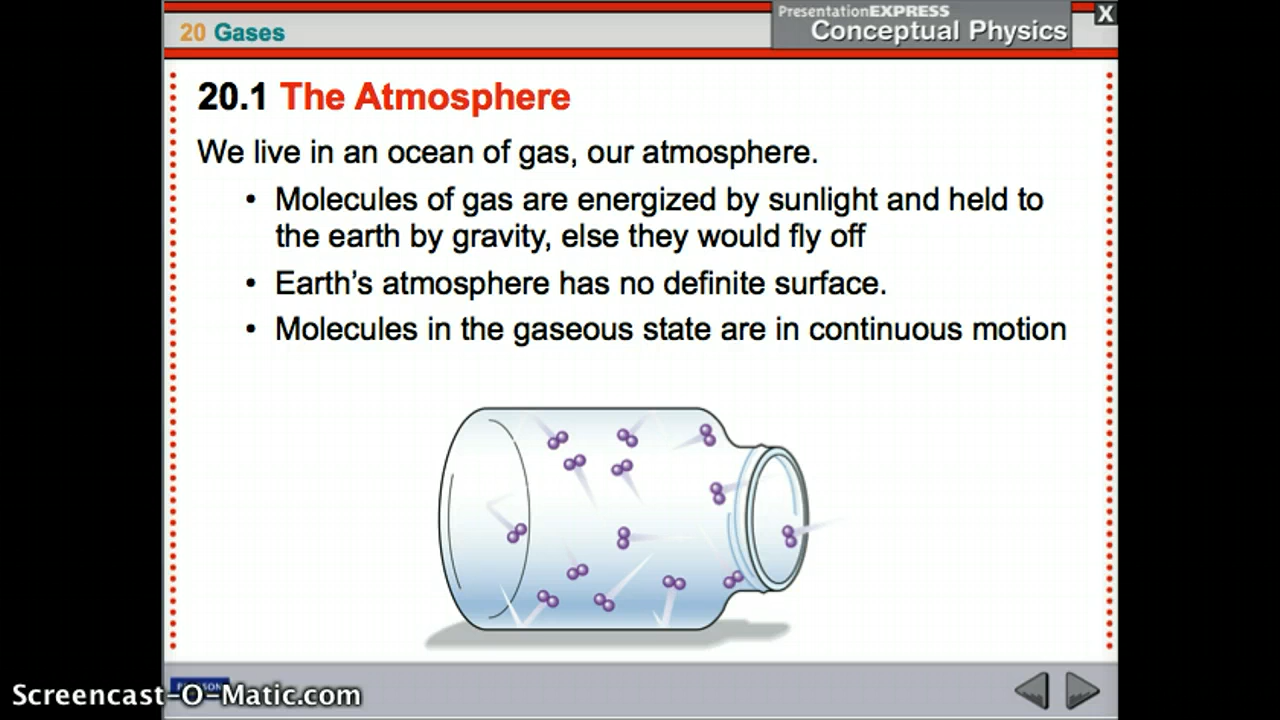 PresentationEXPRESS
X
20 Gases
Conceptual Physics
20.1 The Atmosphere
We live in an ocean of gas, our atmosphere.
• Molecules of gas are energized by sunlight and held to
the earth by gravity, else they would fly off
• Earth's atmosphere has no definite surface.
• Molecules in the gaseous state are in continuous motion
Screencast-O-Matic.com